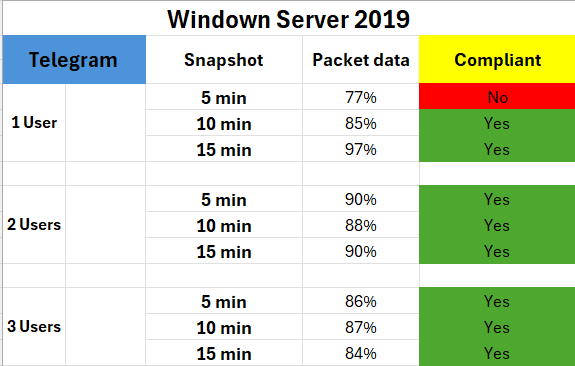 Windown Server 2019
Telegram Snapshot Packet data Compliant
5 min 77% No
1 User 10 min 85% Yes
15 min 97% Yes
5 min 90% Yes
2 Users 10 min 88% Yes
15 min 90% Yes
5 min 86% Yes
3 Users 10 min 87% Yes
15 min 84% Yes